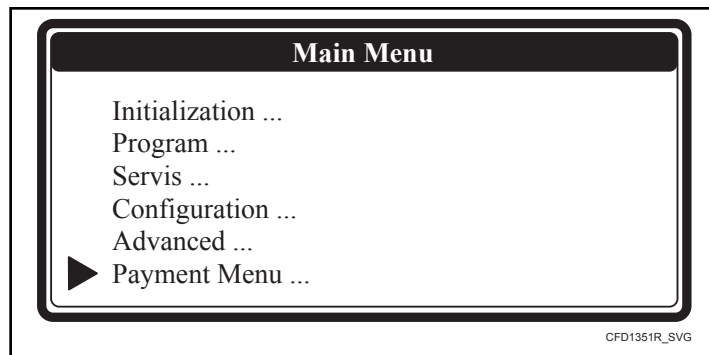 Main Menu
Initialization ...
Program ...
Servis ...
Configuration ...
Advanced ...
Payment Menu ...
CFD1351R_SVG